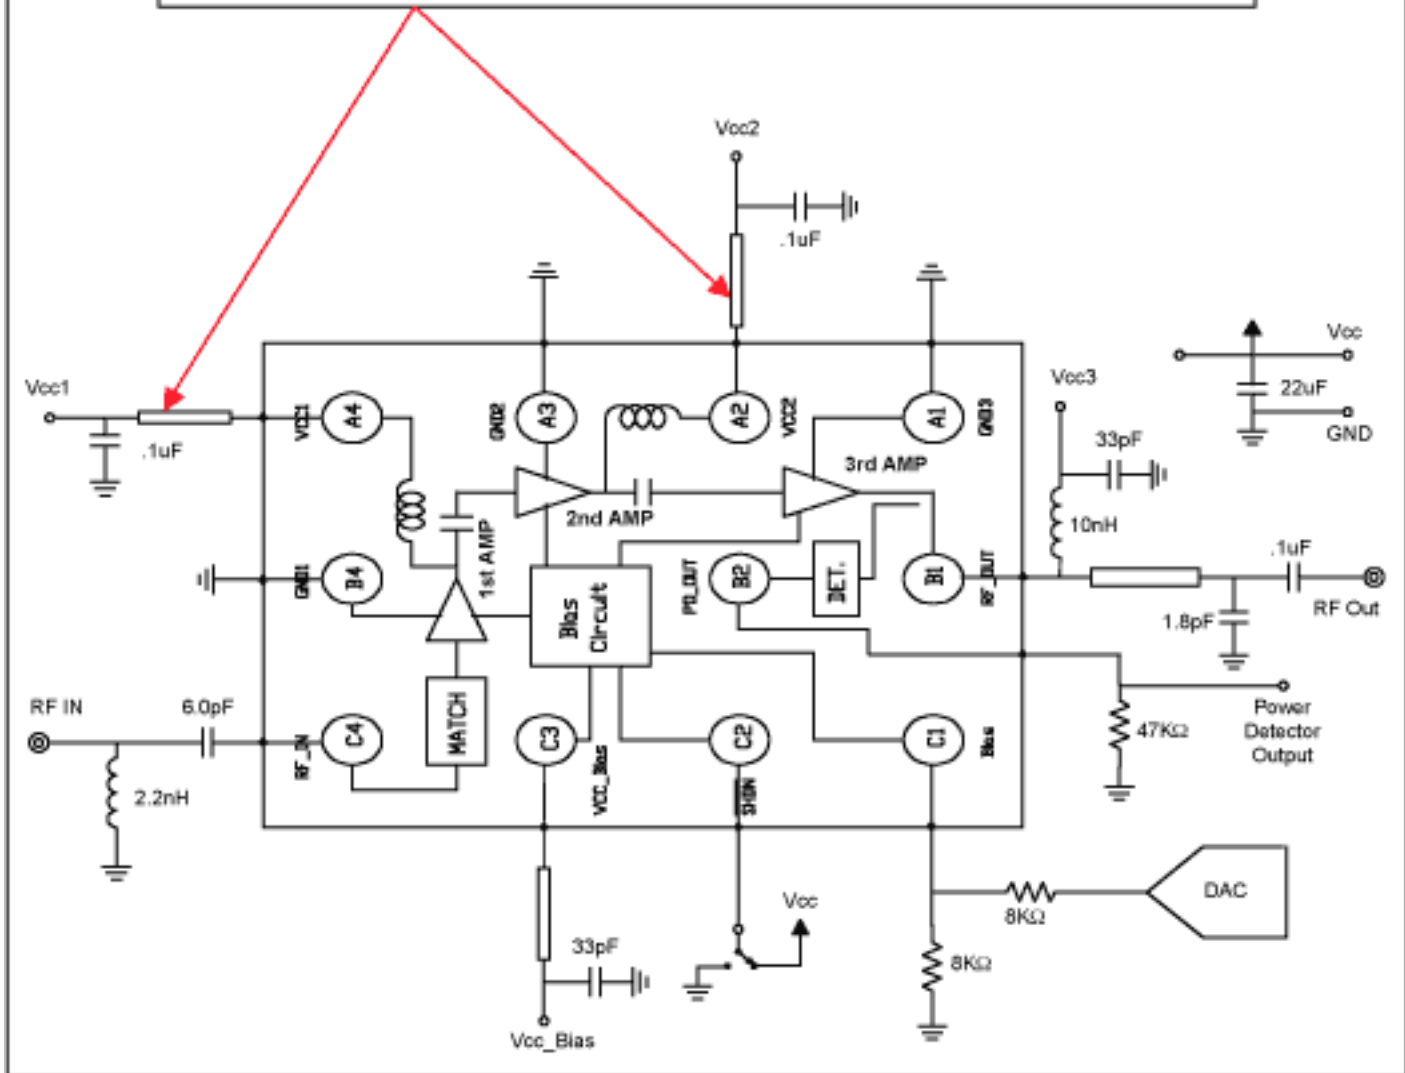 Vcc2
.1uF
Vcc1
.1uF
VCC1
A4
GND2
A3
A2
VCC2
A1
GND3
Vcc3
Vcc
22uF
GND
33pF
10nH
3rd AMP
2nd AMP
1st AMP
GND1
B4
Bias
Circuit
PD_OUT
B2
DET.
B1
RF_OUT
.1uF
RF Out
1.8pF
RF IN
6.0pF
2.2nH
RF_IN
C4
MATCH
C3
VCC_Bias
C2
SHDN
C1
Bias
47KΩ
Power
Detector
Output
DAC
8KΩ
8KΩ
Vcc
33pF
Vcc_Bias